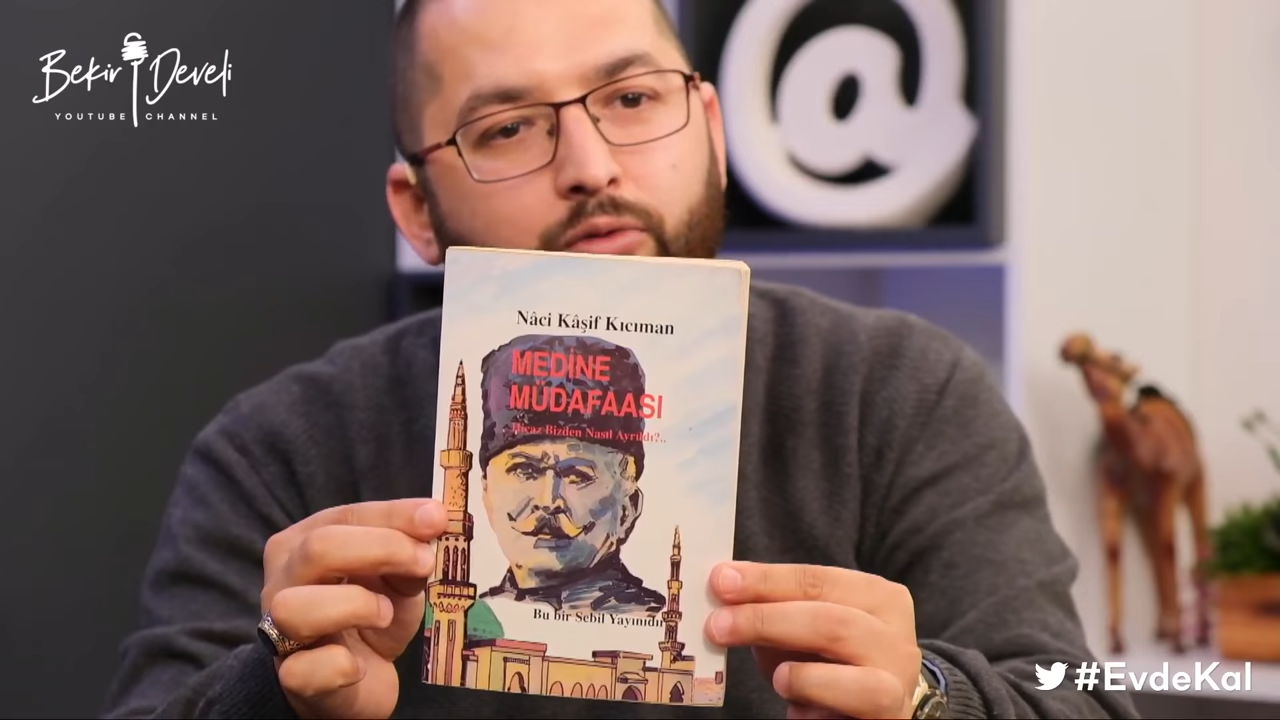 Bekir Develi
YOUTUBE CHANNEL
Nâci Kâşif Kıcıman
MEDİNE
MÜDAFAASI
Hicaz Bizden Nasıl Ayrıldı?..
Bu bir Sebil Yayınıdır
#EvdeKal